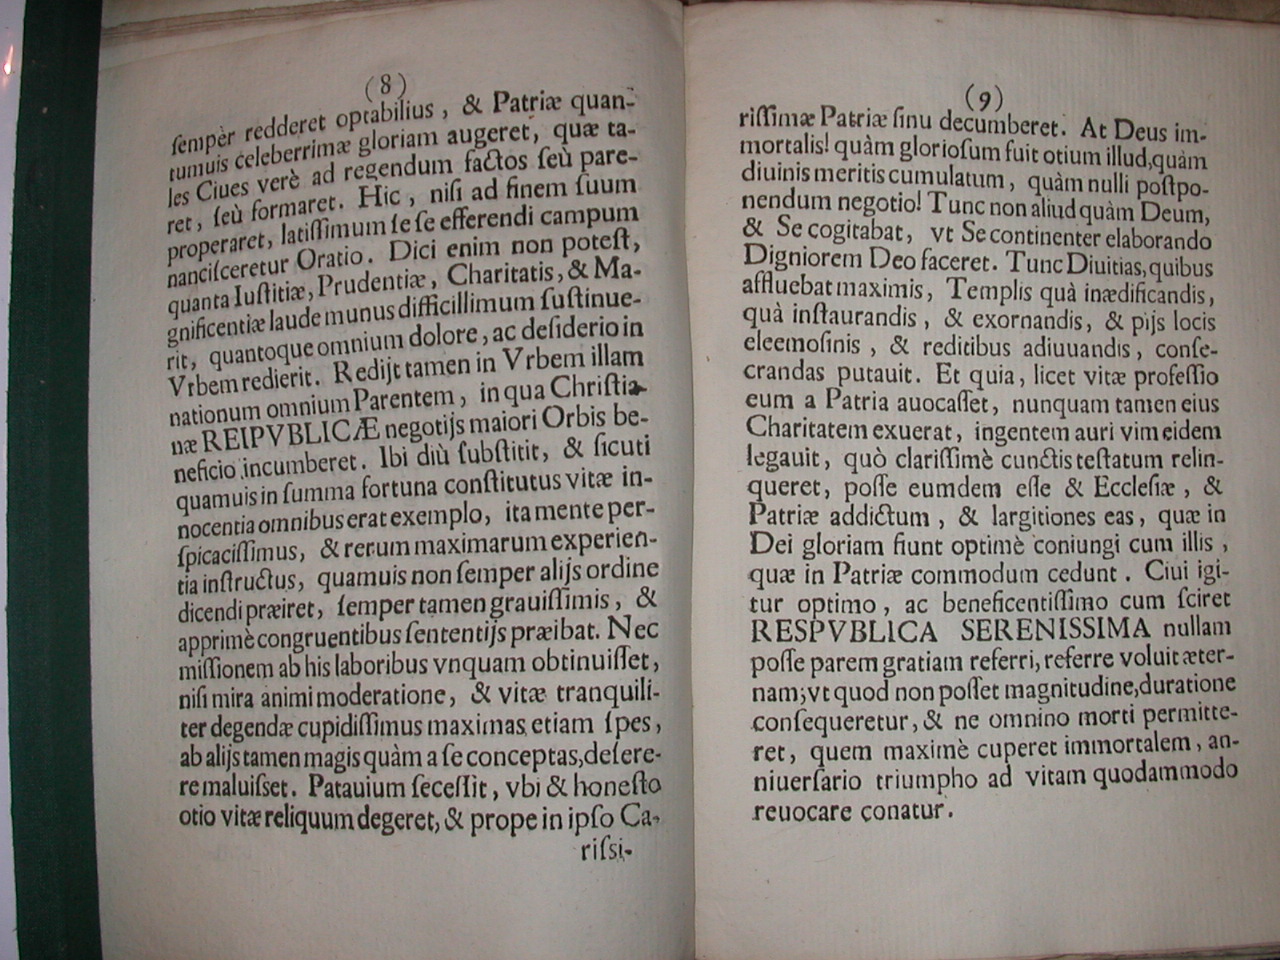 (8)
ſempèr redderet optabilius, & Patriæ quan-
tumuis celeberrimæ gloriam augeret, quæ ta-
les Ciues verè ad regendum factos ſeù pare-
ret, ſeù formaret. Hic, niſi ad finem ſuum
properaret, latiſſimum ſe ſe efferendi campum
nanciſceretur Oratio. Dici enim non poteſt,
quanta Iuſtitiæ, Prudentiæ, Charitatis, & Ma-
gnificentiæ laude munus difficillimum ſuſtinue-
rit, quantoque omnium dolore, ac deſiderio in
Vrbem redierit. Redijt tamen in Vrbem illam
nationum omnium Parentem, in qua Chriſtia-
næ REIPVBLICÆ negotijs maiori Orbis be-
neficio incumberet. Ibi diù ſubſtitit, & ſicuti
quamuis in ſumma fortuna conſtitutus vitæ in-
nocentia omnibus erat exemplo, ita mente per-
ſpicaciſſimus, & rerum maximarum experien-
tia inſtructus, quamuis non ſemper alijs ordine
dicendi præiret, ſemper tamen grauiſſimis, &
apprimè congruentibus ſententijs præibat. Nec
miſſionem ab his laboribus vnquam obtinuiſſet,
niſi mira animi moderatione, & vitæ tranquili-
ter degendæ cupidiſſimus maximas etiam ſpes,
ab alijs tamen magis quàm a ſe conceptas, deſere-
re maluiſset. Patauium ſeceſſit, vbi & honeſto
otio vitæ reliquum degeret, & prope in ipſo Ca-
riſsi-
(9)
riſſimæ Patriæ ſinu decumberet. At Deus im-
mortalis! quàm glorioſum fuit otium illud, quàm
diuinis meritis cumulatum, quàm nulli poſtpo-
nendum negotio! Tunc non aliud quàm Deum,
& Se cogitabat, vt Se continenter elaborando
Digniorem Deo faceret. Tunc Diuitias, quibus
affluebat maximis, Templis quà inædificandis,
quà inſtaurandis, & exornandis, & pijs locis
eleemoſinis, & reditibus adiuuandis, conſe-
crandas putauit. Et quia, licet vitæ profeſſio
eum a Patria auocaſſet, nunquam tamen eius
Charitatem exuerat, ingentem auri vim eidem
legauit, quò clariſſimè cunctis teſtatum relin-
queret, poſſe eumdem eſſe & Eccleſiæ, &
Patriæ addictum, & largitiones eas, quæ in
Dei gloriam fiunt optimè coniungi cum illis,
quæ in Patriæ commodum cedunt. Ciui igi-
tur optimo, ac beneficentiſſimo cum ſciret
RESPVBLICA SERENISSIMA nullam
poſſe parem gratiam referri, referre voluit æter-
nam; vt quod non poſſet magnitudine, duratione
conſequeretur, & ne omnino morti permitte-
ret, quem maximè cuperet immortalem, an-
niuerſario triumpho ad vitam quodammodo
reuocare conatur.